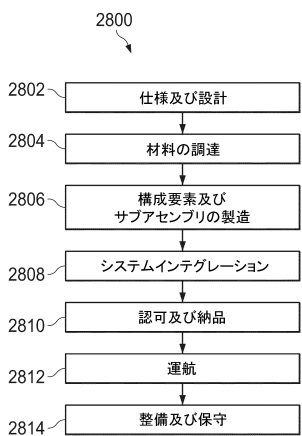 2800
2802
仕様及び設計
2804
材料の調達
2806
構成要素及び
サブアセンブリの製造
2808
システムインテグレーション
2810
認可及び納品
2812
運航
2814
整備及び保守